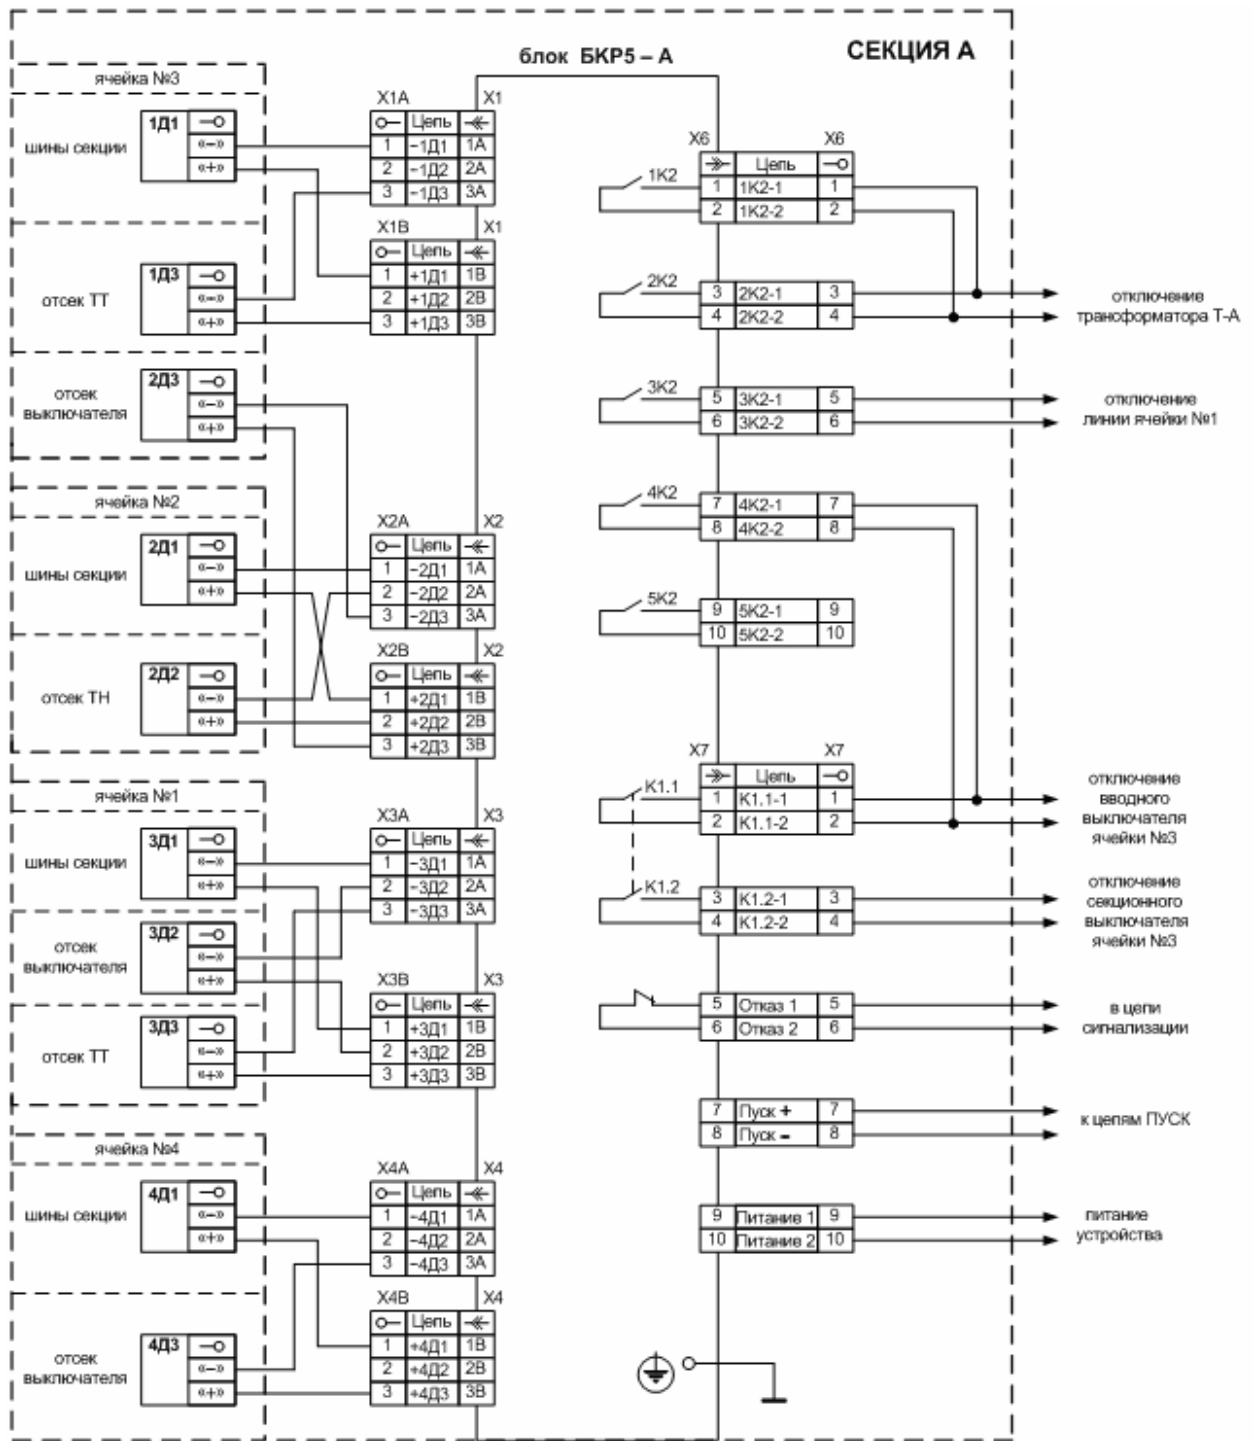 блок БКР5 – А
СЕКЦИЯ А
ячейка №3
шины секции
1Д1
«–»
«+»
отсек ТТ
1Д3
«–»
«+»
отсек
выключателя
2Д3
«–»
«+»
ячейка №2
шины секции
2Д1
«–»
«+»
отсек ТН
2Д2
«–»
«+»
ячейка №1
шины секции
3Д1
«–»
«+»
отсек
выключателя
3Д2
«–»
«+»
отсек ТТ
3Д3
«–»
«+»
ячейка №4
шины секции
4Д1
«–»
«+»
отсек
выключателя
4Д3
«–»
«+»
X1A X1
Цепь
1 –1Д1 1A
2 –1Д2 2A
3 –1Д3 3A
X1B X1
Цепь
1 +1Д1 1B
2 +1Д2 2B
3 +1Д3 3B
X2A X2
Цепь
1 –2Д1 1A
2 –2Д2 2A
3 –2Д3 3A
X2B X2
Цепь
1 +2Д1 1B
2 +2Д2 2B
3 +2Д3 3B
X3A X3
Цепь
1 –3Д1 1A
2 –3Д2 2A
3 –3Д3 3A
X3B X3
Цепь
1 +3Д1 1B
2 +3Д2 2B
3 +3Д3 3B
X4A X4
Цепь
1 –4Д1 1A
2 –4Д2 2A
3 –4Д3 3A
X4B X4
Цепь
1 +4Д1 1B
2 +4Д2 2B
3 +4Д3 3B
X6 X6
Цепь
1K2
1 1K2-1 1
2 1K2-2 2
2K2
3 2K2-1 3
4 2K2-2 4
отключение
трансформатора Т-А
3K2
5 3K2-1 5
6 3K2-2 6
отключение
линии ячейки №1
4K2
7 4K2-1 7
8 4K2-2 8
5K2
9 5K2-1 9
10 5K2-2 10
X7 X7
Цепь
K1.1
1 K1.1-1 1
2 K1.1-2 2
отключение
вводного
выключателя
ячейки №3
K1.2
3 K1.2-1 3
4 K1.2-2 4
отключение
секционного
выключателя
ячейки №3
5 Отказ 1 5
6 Отказ 2 6
в цепи
сигнализации
7 Пуск + 7
8 Пуск – 8
к цепям ПУСК
9 Питание 1 9
10 Питание 2 10
питание
устройства